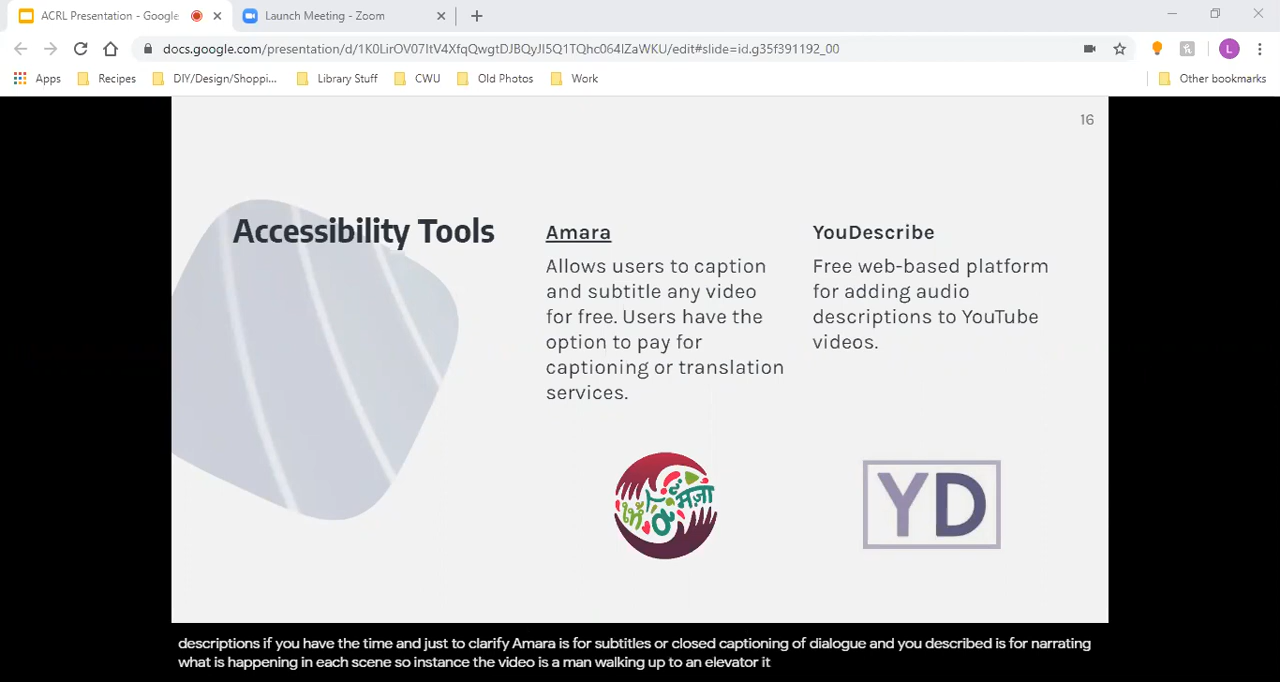 ACRL Presentation - Google
Launch Meeting - Zoom
docs.google.com/presentation/d/1K0LirOV07ItV4XfqQwgtDJBQyJI5Q1TQhc064lZaWKU/edit#slide=id.g35f391192_00
L
Apps
Recipes
DIY/Design/Shoppi...
Library Stuff
CWU
Old Photos
Work
Other bookmarks
16
Accessibility Tools
Amara
Allows users to caption
and subtitle any video
for free. Users have the
option to pay for
captioning or translation
services.
YouDescribe
Free web-based platform
for adding audio
descriptions to YouTube
videos.
YD
descriptions if you have the time and just to clarify Amara is for subtitles or closed captioning of dialogue and you described is for narrating
what is happening in each scene so instance the video is a man walking up to an elevator it